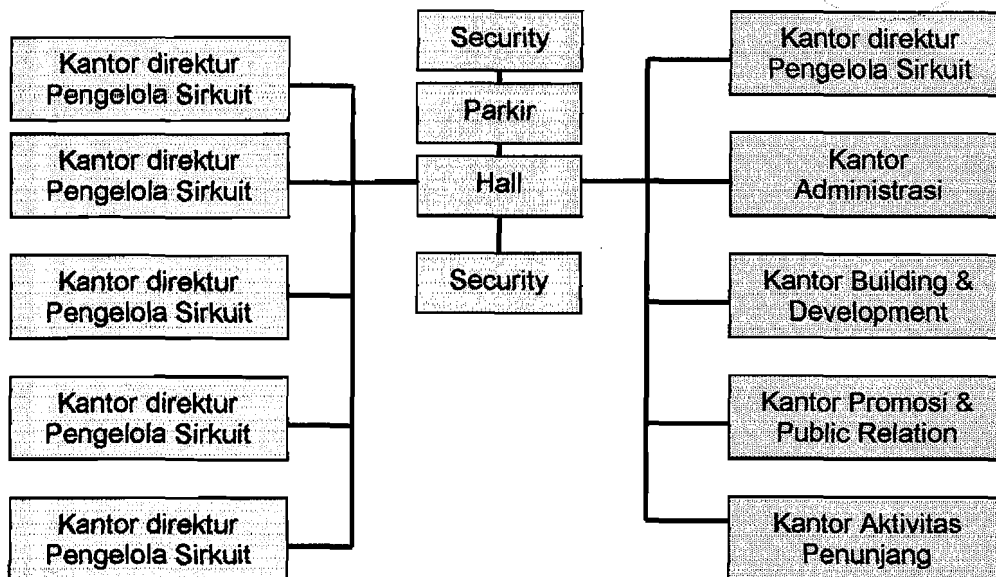 Kantor direktur
Pengelola Sirkuit
Kantor direktur
Pengelola Sirkuit
Kantor direktur
Pengelola Sirkuit
Kantor direktur
Pengelola Sirkuit
Kantor direktur
Pengelola Sirkuit
Security
Parkir
Hall
Security
Kantor direktur
Pengelola Sirkuit
Kantor
Administrasi
Kantor Building &
Development
Kantor Promosi &
Public Relation
Kantor Aktivitas
Penunjang